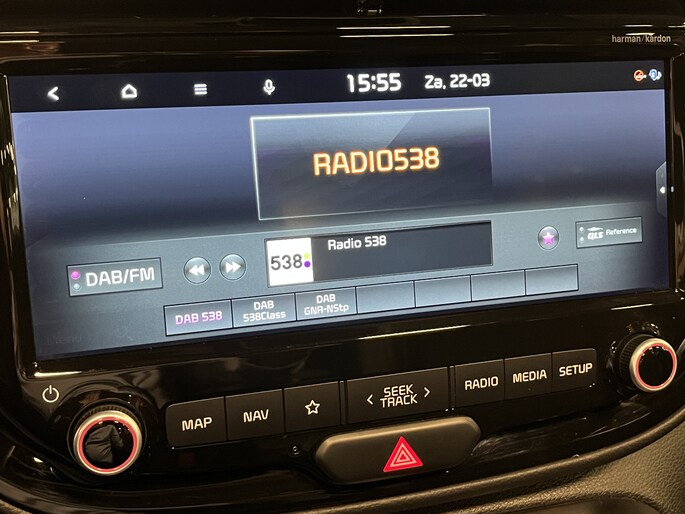 harman/kardon
15:55 Za, 22-03
RADIO538
Radio 538
538
QLS Reference
DAB/FM
DAB 538
DAB
538Class
DAB
GNR-NStp
MAP
NAV
SEEK
TRACK
RADIO
MEDIA
SETUP